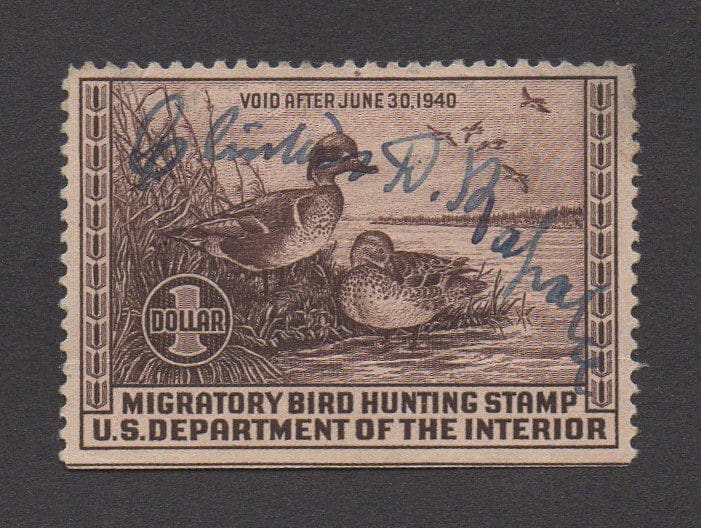 VOID AFTER JUNE 30, 1940
D.
1
DOLLAR
MIGRATORY BIRD HUNTING STAMP
U.S. DEPARTMENT OF THE INTERIOR